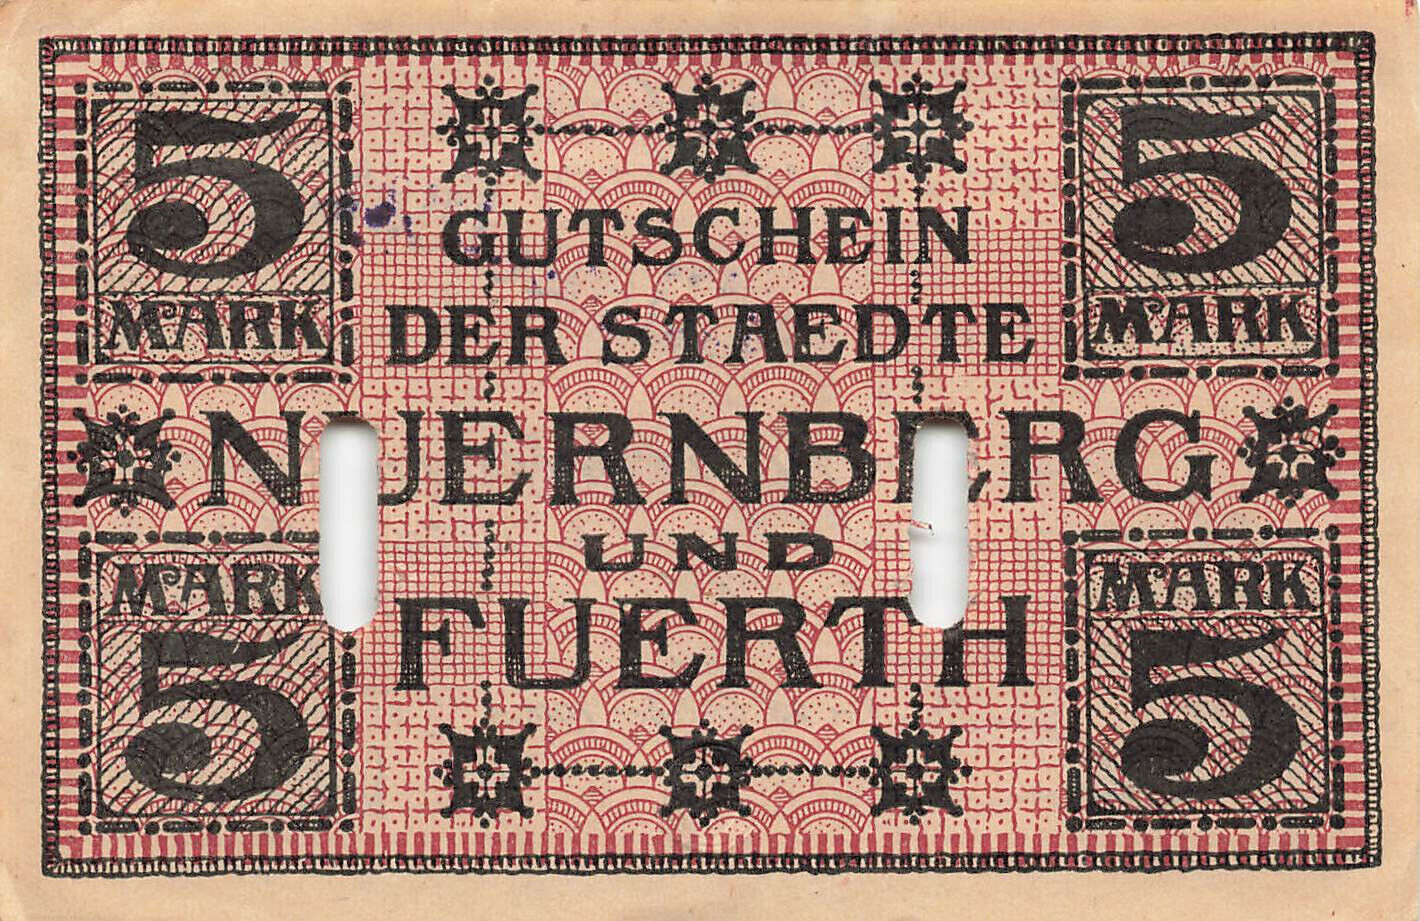 5 MARK
5 MARK
GUTSCHEIN
DER STAEDTE
NUERNBERG
UND
FUERTH
MARK 5
MARK 5